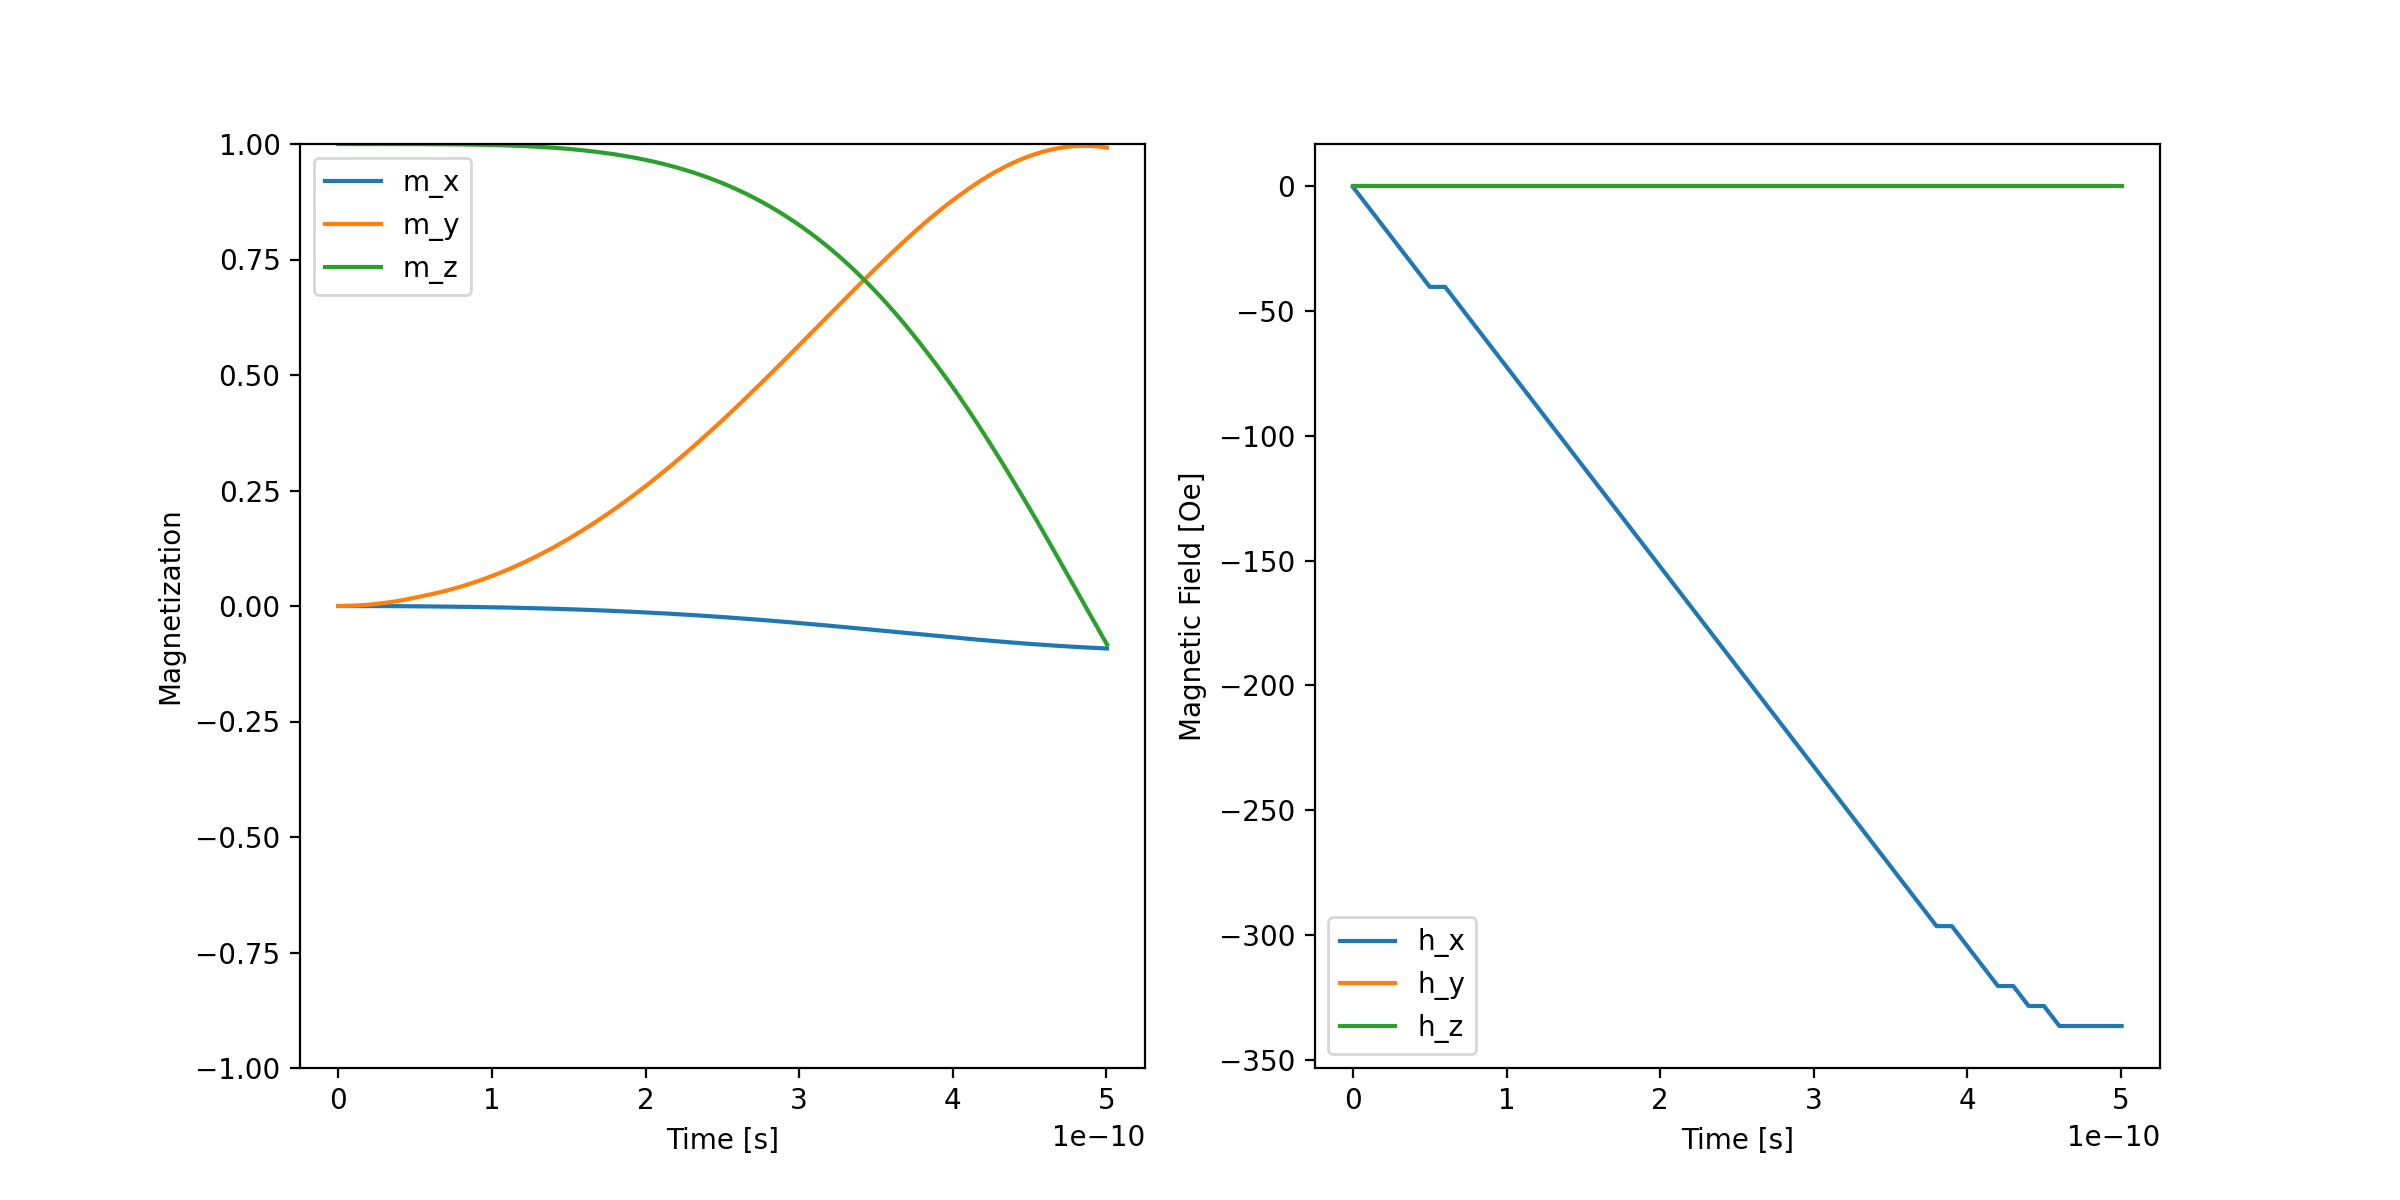 1.00
0.75
0.50
0.25
0.00
−0.25
−0.50
−0.75
−1.00
Magnetization
m_x
m_y
m_z
0 1 2 3 4 5
1e−10
Time [s]
0
−50
−100
−150
−200
−250
−300
−350
Magnetic Field [Oe]
h_x
h_y
h_z
0 1 2 3 4 5
1e−10
Time [s]